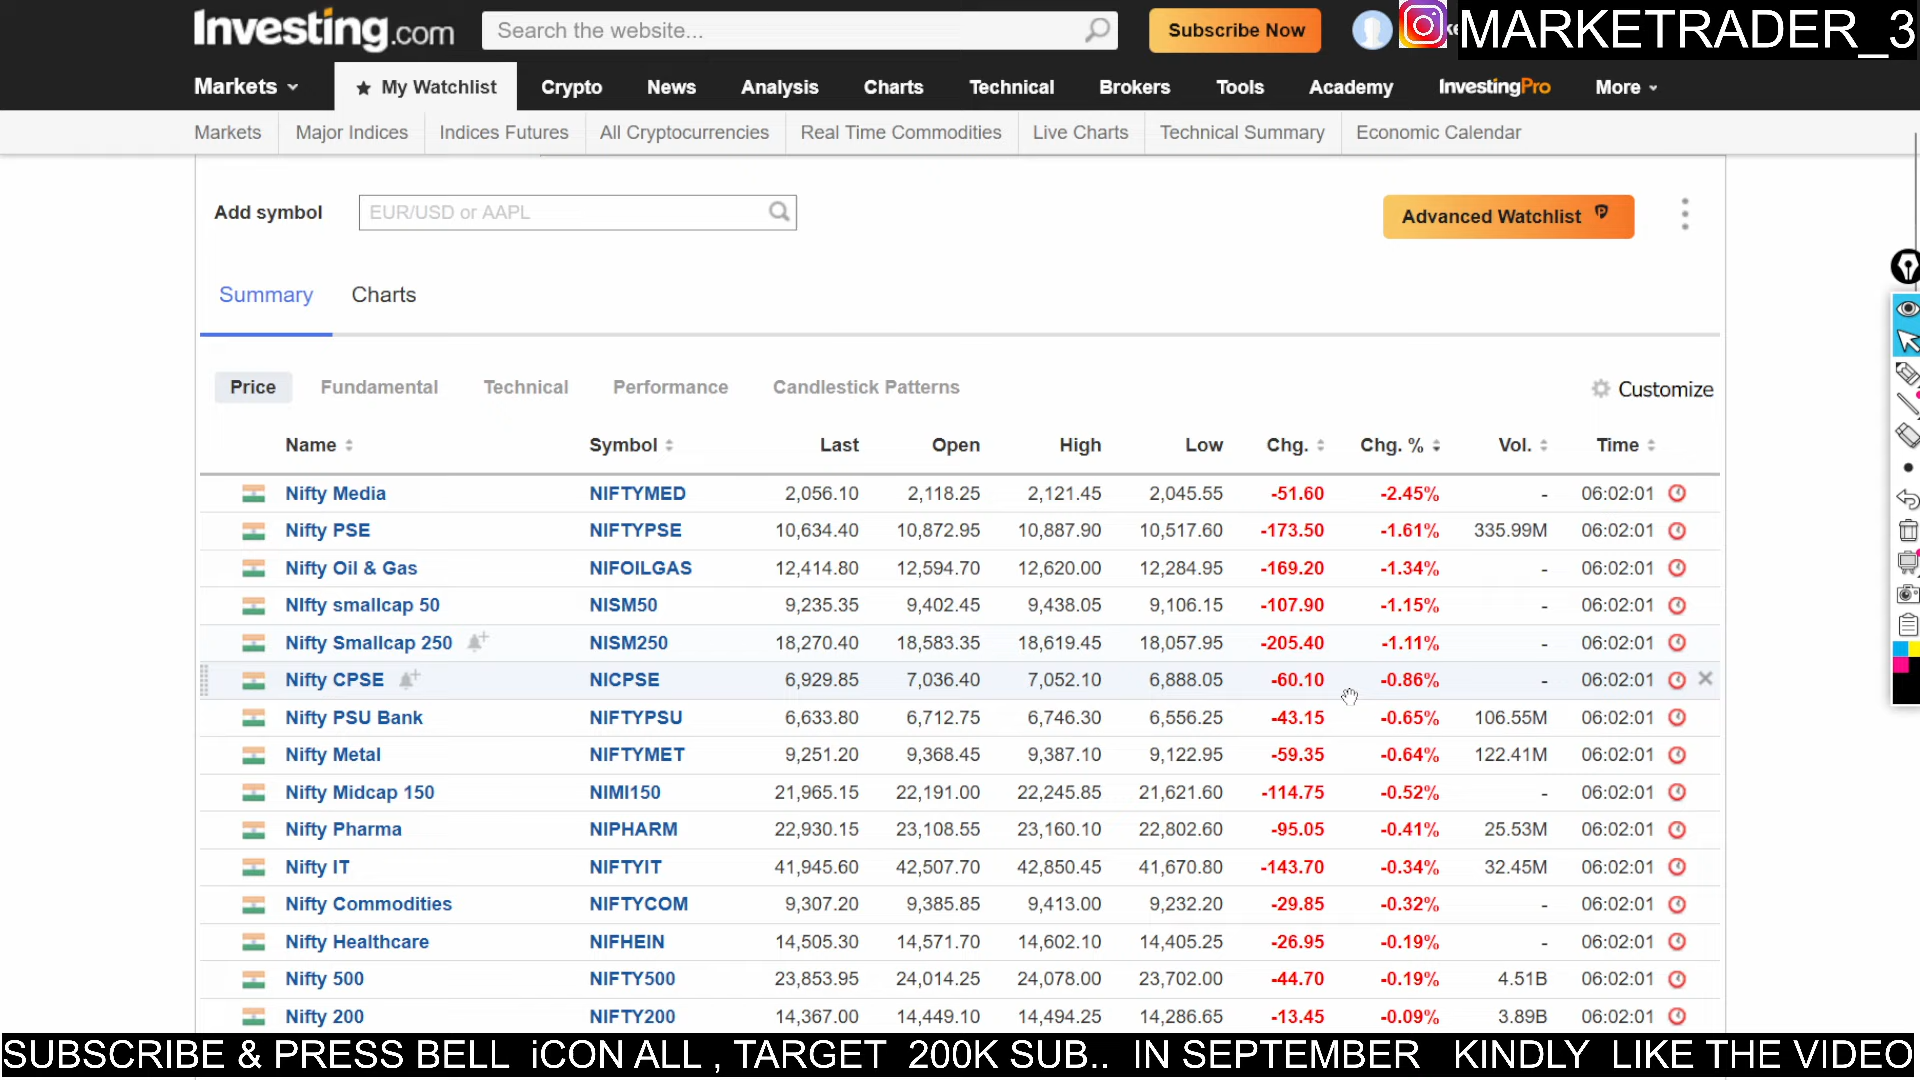 Investing.com
Search the website...
Subscribe Now
MARKETRADER_3
Markets
My Watchlist
Crypto
News
Analysis
Charts
Technical
Brokers
Tools
Academy
InvestingPro
More
Markets
Major Indices
Indices Futures
All Cryptocurrencies
Real Time Commodities
Live Charts
Technical Summary
Economic Calendar
Add symbol
EUR/USD or AAPL
Advanced Watchlist
Summary
Charts
Price
Fundamental
Technical
Performance
Candlestick Patterns
Customize
Name Symbol Last Open High Low Chg. Chg. % Vol. Time
Nifty Media NIFTYMED 2,056.10 2,118.25 2,121.45 2,045.55 -51.60 -2.45% - 06:02:01
Nifty PSE NIFTYPSE 10,634.40 10,872.95 10,887.90 10,517.60 -173.50 -1.61% 335.99M 06:02:01
Nifty Oil & Gas NIFOILGAS 12,414.80 12,594.70 12,620.00 12,284.95 -169.20 -1.34% - 06:02:01
NIfty smallcap 50 NISM50 9,235.35 9,402.45 9,438.05 9,106.15 -107.90 -1.15% - 06:02:01
Nifty Smallcap 250 NISM250 18,270.40 18,583.35 18,619.45 18,057.95 -205.40 -1.11% - 06:02:01
Nifty CPSE NICPSE 6,929.85 7,036.40 7,052.10 6,888.05 -60.10 -0.86% - 06:02:01
Nifty PSU Bank NIFTYPSU 6,633.80 6,712.75 6,746.30 6,556.25 -43.15 -0.65% 106.55M 06:02:01
Nifty Metal NIFTYMET 9,251.20 9,368.45 9,387.10 9,122.95 -59.35 -0.64% 122.41M 06:02:01
Nifty Midcap 150 NIMI150 21,965.15 22,191.00 22,245.85 21,621.60 -114.75 -0.52% - 06:02:01
Nifty Pharma NIPHARM 22,930.15 23,108.55 23,160.10 22,802.60 -95.05 -0.41% 25.53M 06:02:01
Nifty IT NIFTYIT 41,945.60 42,507.70 42,850.45 41,670.80 -143.70 -0.34% 32.45M 06:02:01
Nifty Commodities NIFTYCOM 9,307.20 9,385.85 9,413.00 9,232.20 -29.85 -0.32% - 06:02:01
Nifty Healthcare NIFHEIN 14,505.30 14,571.70 14,602.10 14,405.25 -26.95 -0.19% - 06:02:01
Nifty 500 NIFTY500 23,853.95 24,014.25 24,078.00 23,702.00 -44.70 -0.19% 4.51B 06:02:01
Nifty 200 NIFTY200 14,367.00 14,449.10 14,494.25 14,286.65 -13.45 -0.09% 3.89B 06:02:01
SUBSCRIBE & PRESS BELL iCON ALL , TARGET 200K SUB.. IN SEPTEMBER KINDLY LIKE THE VIDEO